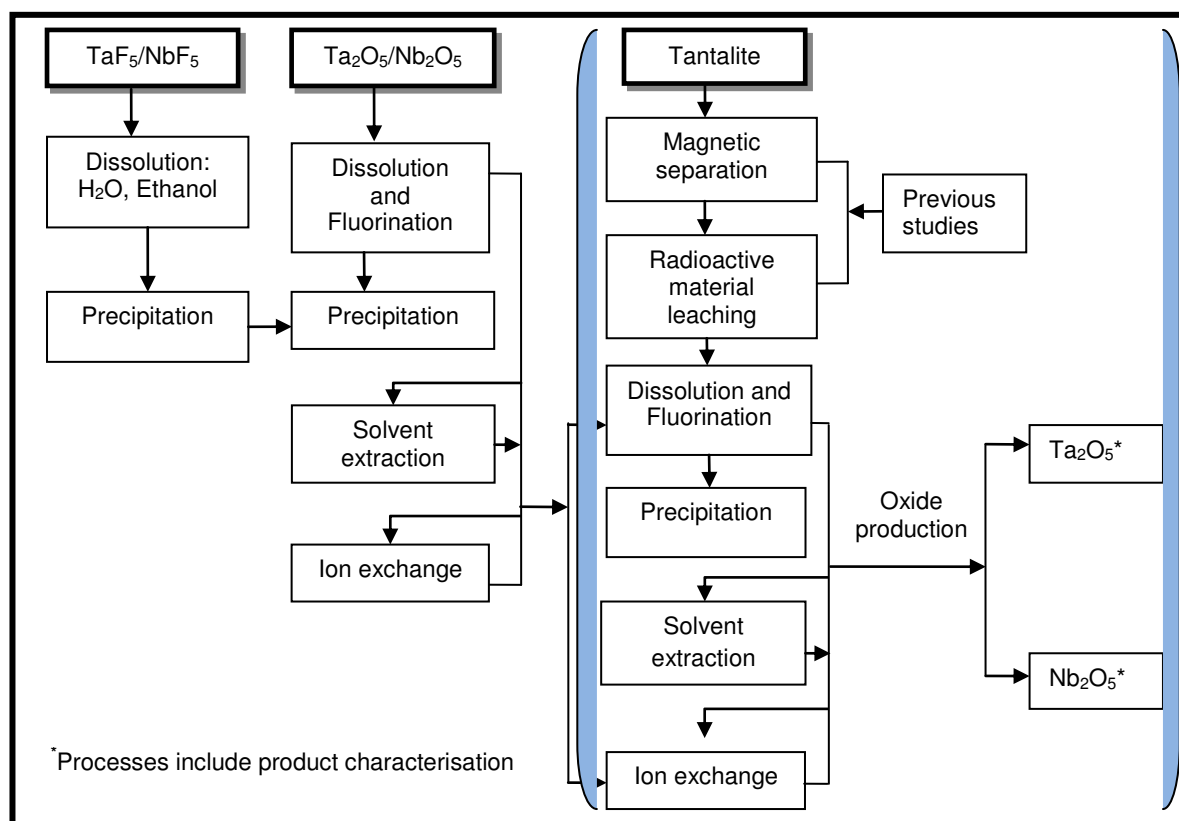 TaF₅/NbF₅
Dissolution:
H₂O, Ethanol
Precipitation
Ta₂O₅/Nb₂O₅
Dissolution
and
Fluorination
Precipitation
Solvent
extraction
Ion exchange
Tantalite
Magnetic
separation
Radioactive
material
leaching
Previous
studies
Dissolution and
Fluorination
Precipitation
Solvent
extraction
Ion exchange
Oxide
production
Ta₂O₅*
Nb₂O₅*
*Processes include product characterisation